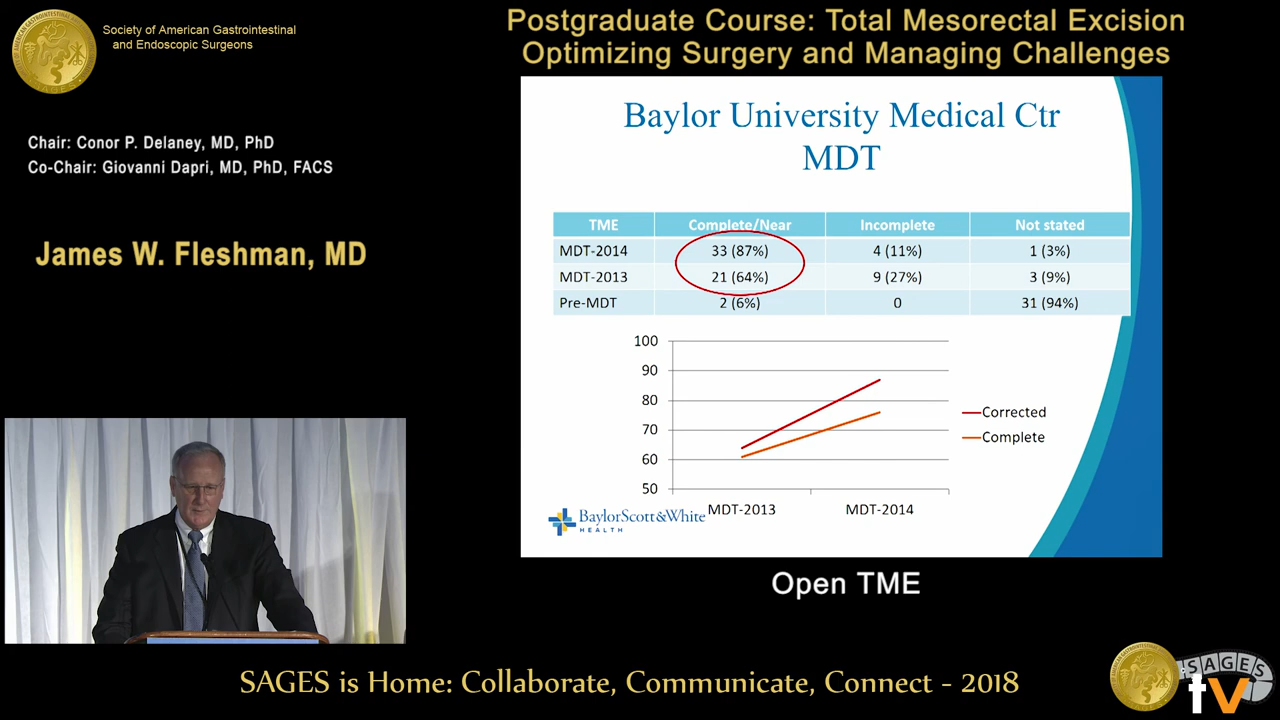 Society of American Gastrointestinal
and Endoscopic Surgeons
Postgraduate Course: Total Mesorectal Excision
Optimizing Surgery and Managing Challenges
Chair: Conor P. Delaney, MD, PhD
Co-Chair: Giovanni Dapri, MD, PhD, FACS
James W. Fleshman, MD
Baylor University Medical Ctr
MDT
TME Complete/Near Incomplete Not stated
MDT-2014 33 (87%) 4 (11%) 1 (3%)
MDT-2013 21 (64%) 9 (27%) 3 (9%)
Pre-MDT 2 (6%) 0 31 (94%)
100
90
80
70
60
50
Corrected
Complete
MDT-2013 MDT-2014
BaylorScott&White
HEALTH
Open TME
SAGES is Home: Collaborate, Communicate, Connect - 2018
SAGES
tv